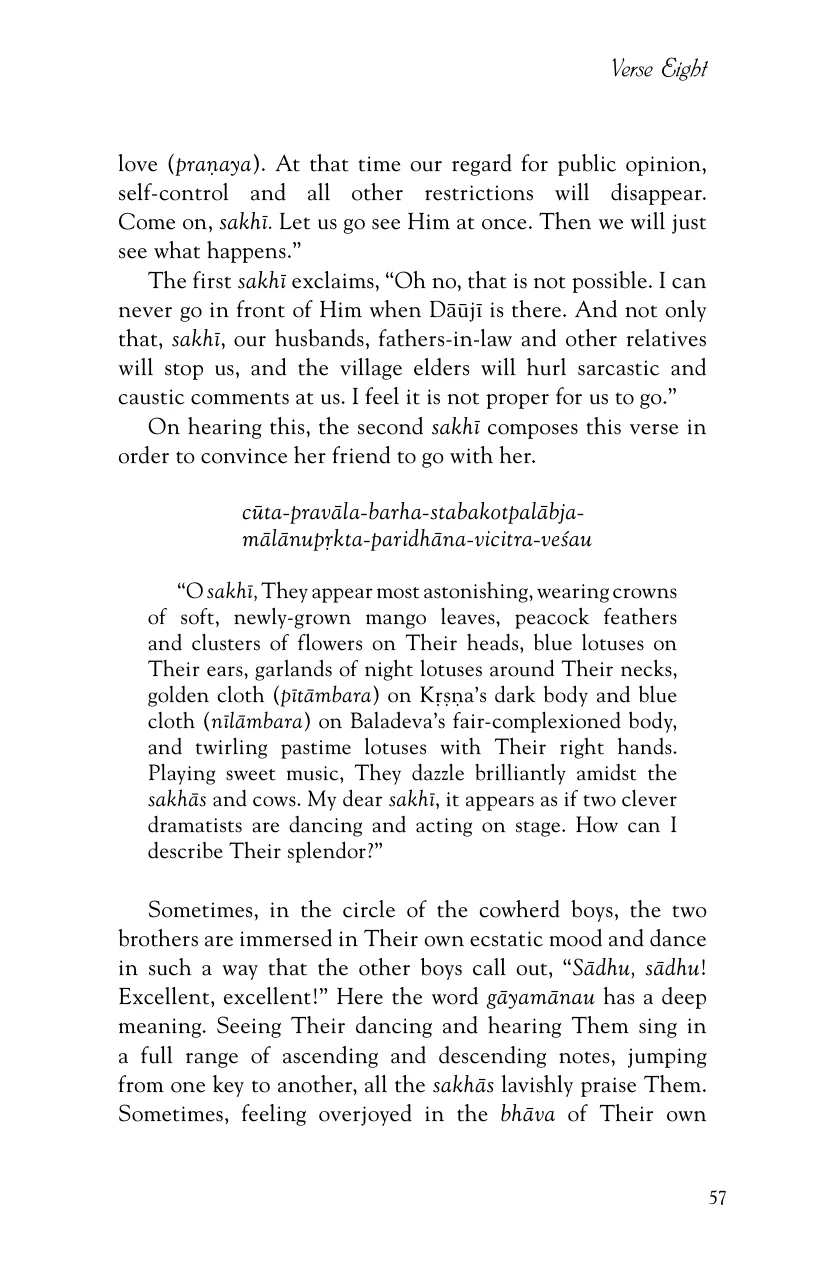 Verse Eight
love (praṇaya). At that time our regard for public opinion,
self-control and all other restrictions will disappear.
Come on, sakhī. Let us go see Him at once. Then we will just
see what happens.”
The first sakhī exclaims, “Oh no, that is not possible. I can
never go in front of Him when Dāūjī is there. And not only
that, sakhī, our husbands, fathers-in-law and other relatives
will stop us, and the village elders will hurl sarcastic and
caustic comments at us. I feel it is not proper for us to go.”
On hearing this, the second sakhī composes this verse in
order to convince her friend to go with her.
cūta-pravāla-barha-stabakotpalābja-
mālānupṛkta-paridhāna-vicitra-veśau
“O sakhī, They appear most astonishing, wearing crowns
of soft, newly-grown mango leaves, peacock feathers
and clusters of flowers on Their heads, blue lotuses on
Their ears, garlands of night lotuses around Their necks,
golden cloth (pītāmbara) on Kṛṣṇa’s dark body and blue
cloth (nīlāmbara) on Baladeva’s fair-complexioned body,
and twirling pastime lotuses with Their right hands.
Playing sweet music, They dazzle brilliantly amidst the
sakhās and cows. My dear sakhī, it appears as if two clever
dramatists are dancing and acting on stage. How can I
describe Their splendor?”
Sometimes, in the circle of the cowherd boys, the two
brothers are immersed in Their own ecstatic mood and dance
in such a way that the other boys call out, “Sādhu, sādhu!
Excellent, excellent!” Here the word gāyamānau has a deep
meaning. Seeing Their dancing and hearing Them sing in
a full range of ascending and descending notes, jumping
from one key to another, all the sakhās lavishly praise Them.
Sometimes, feeling overjoyed in the bhāva of Their own
57